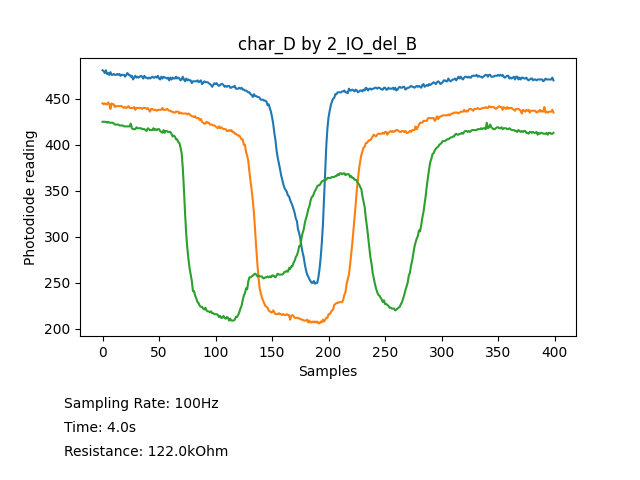 char_D by 2_IO_del_B
Photodiode reading
450
400
350
300
250
200
0 50 100 150 200 250 300 350 400
Samples
Sampling Rate: 100Hz
Time: 4.0s
Resistance: 122.0kOhm